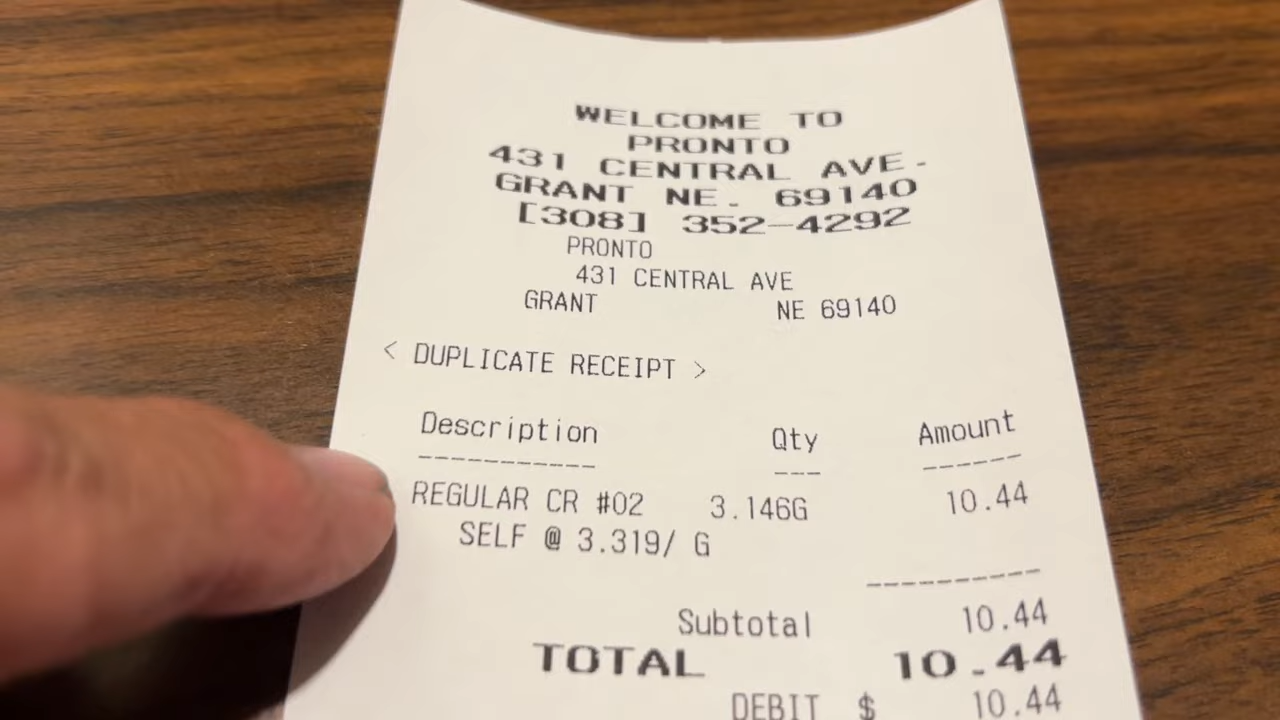 WELCOME TO
PRONTO
431 CENTRAL AVE.
GRANT NE. 69140
[308] 352-4292
PRONTO
431 CENTRAL AVE
GRANT NE 69140
< DUPLICATE RECEIPT >
Description Qty Amount
----------- --- ------
REGULAR CR #02 3.146G 10.44
SELF @ 3.319/ G
----------
Subtotal 10.44
TOTAL 10.44
DEBIT $ 10.44